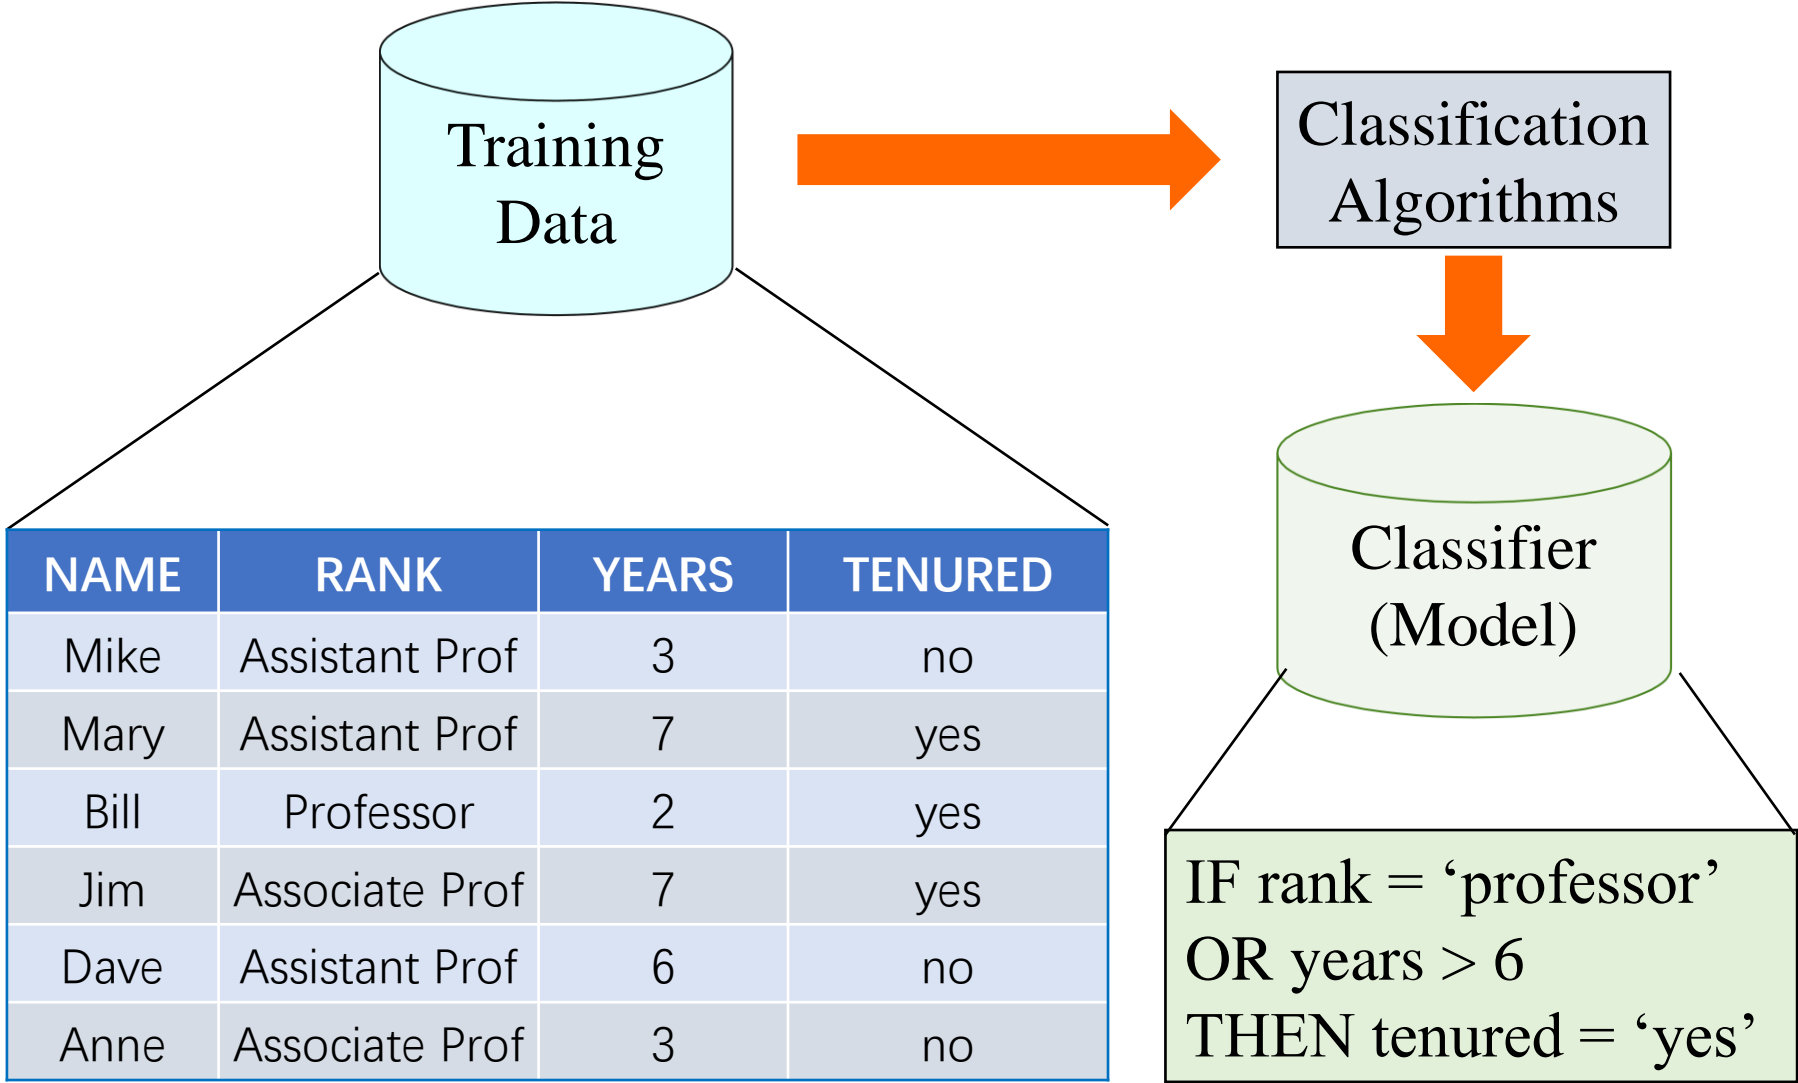 Training
Data
Classification
Algorithms
NAME RANK YEARS TENURED
Mike Assistant Prof 3 no
Mary Assistant Prof 7 yes
Bill Professor 2 yes
Jim Associate Prof 7 yes
Dave Assistant Prof 6 no
Anne Associate Prof 3 no
Classifier
(Model)
IF rank = ‘professor’
OR years > 6
THEN tenured = ‘yes’